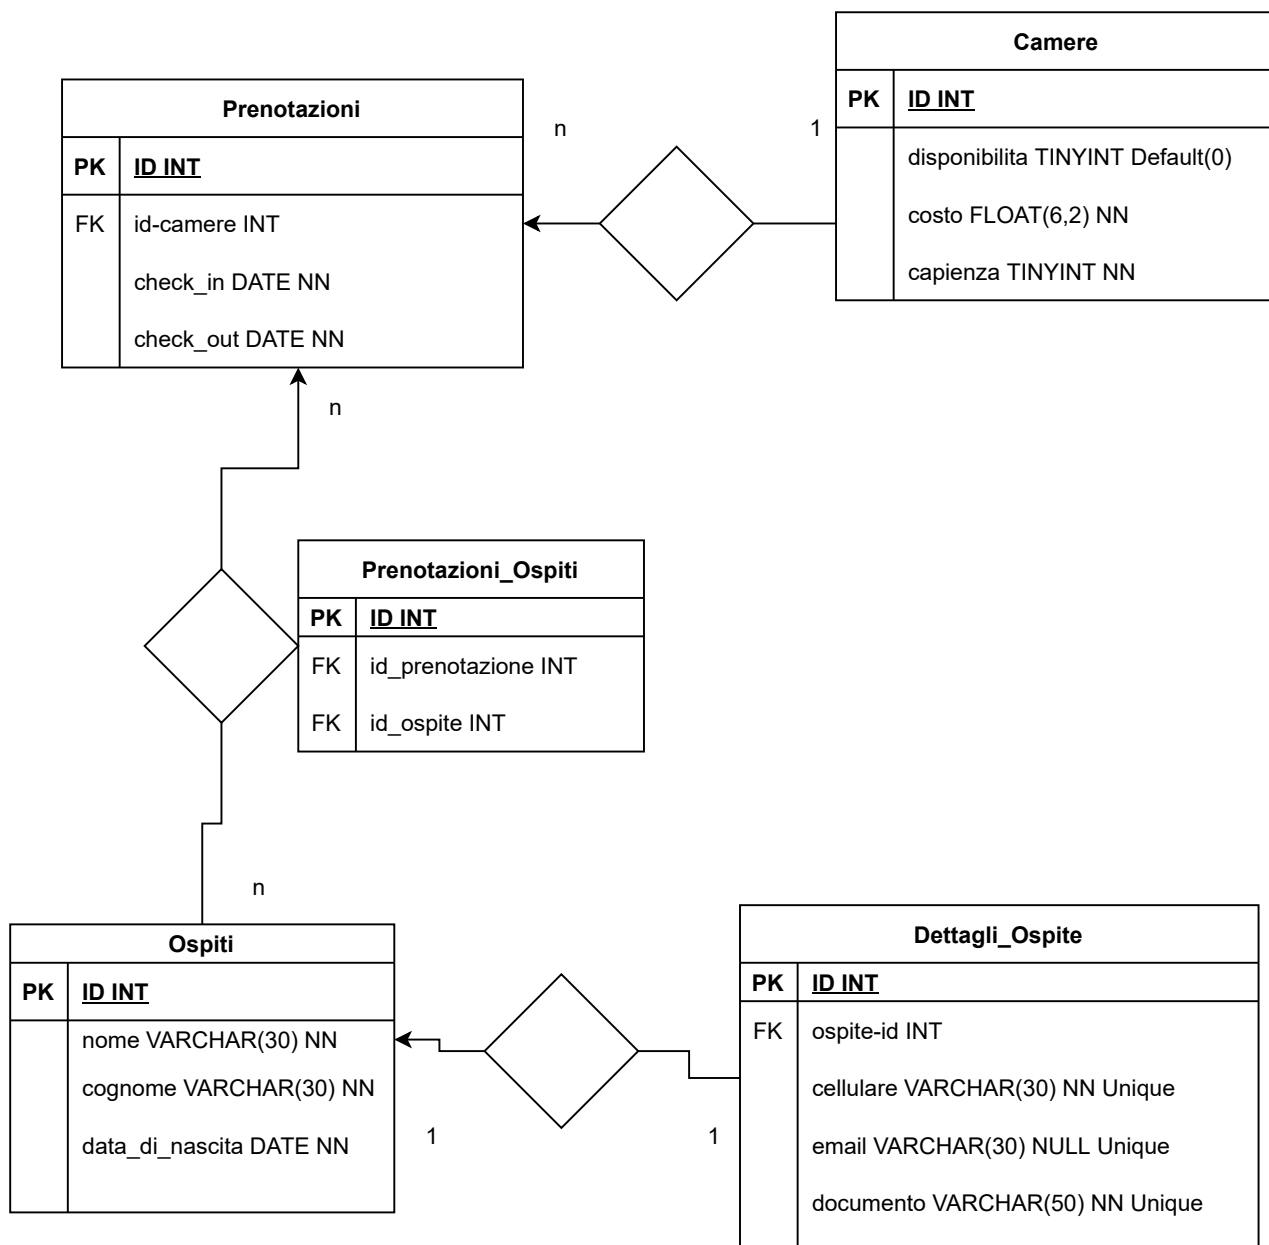 Camere
PK ID INT
disponibilita TINYINT Default(0)
costo FLOAT(6,2) NN
capienza TINYINT NN
Prenotazioni
PK ID INT
FK id-camere INT
check_in DATE NN
check_out DATE NN
n
1
n
Prenotazioni_Ospiti
PK ID INT
FK id_prenotazione INT
FK id_ospite INT
n
Ospiti
PK ID INT
nome VARCHAR(30) NN
cognome VARCHAR(30) NN
data_di_nascita DATE NN
1
1
Dettagli_Ospite
PK ID INT
FK ospite-id INT
cellulare VARCHAR(30) NN Unique
email VARCHAR(30) NULL Unique
documento VARCHAR(50) NN Unique